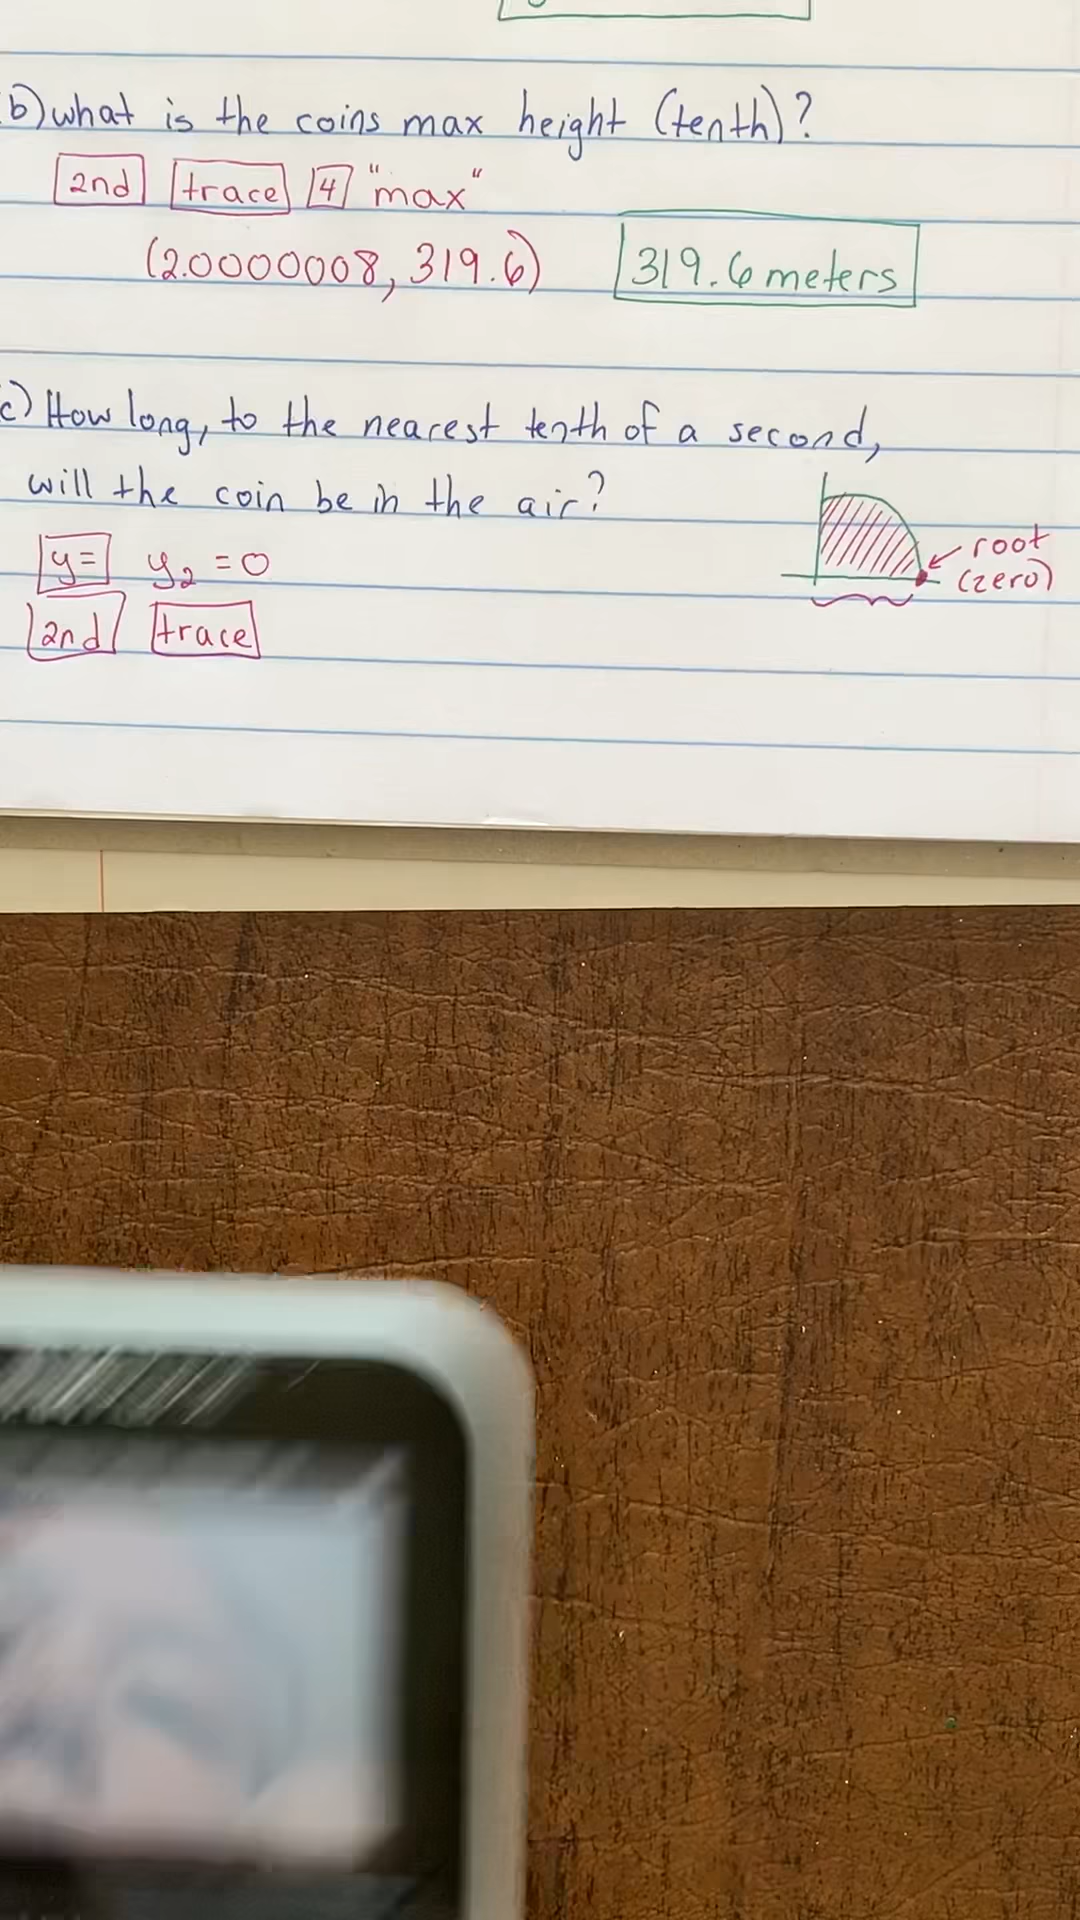 b) what is the coins max height (tenth)?
2nd trace 4 "max"
(2.0000008, 319.6) 319.6 meters
c) How long, to the nearest tenth of a second,
will the coin be in the air?
y= y₂ = 0
root
(zero)
2nd trace